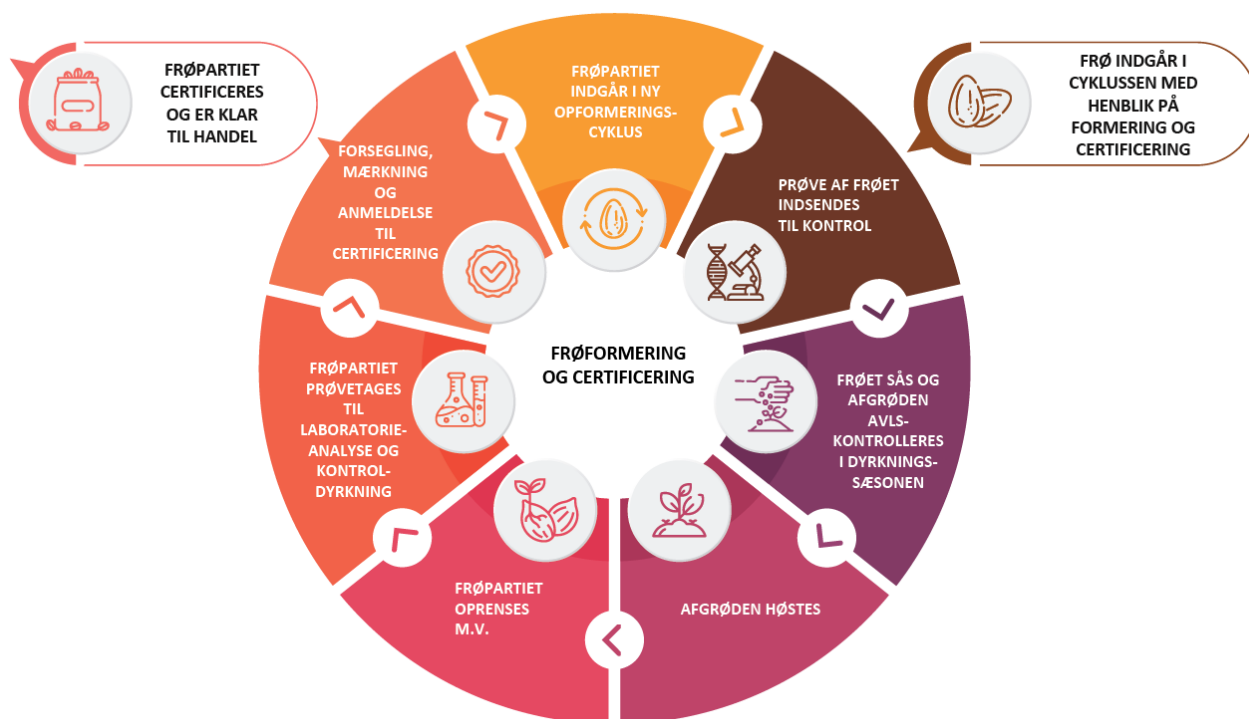 FRØPARTIET
CERTIFICERES
OG ER KLAR
TIL HANDEL
FRØ INDGÅR I
CYKLUSSEN MED
HENBLIK PÅ
FORMERING OG
CERTIFICERING
FRØPARTIET
INDGÅR I NY
OPFORMERINGS-
CYKLUS
PRØVE AF FRØET
INDSENDES
TIL KONTROL
FRØET SÅS OG
AFGRØDEN
AVLS-
KONTROLLERES
I DYRKNINGS-
SÆSONEN
AFGRØDEN HØSTES
FRØPARTIET
OPRENSES
M.V.
FRØPARTIET
PRØVETAGES
TIL
LABORATORIE-
ANALYSE OG
KONTROL-
DYRKNING
FORSEGLING,
MÆRKNING
OG
ANMELDELSE
TIL
CERTIFICERING
FRØFORMERING
OG CERTIFICERING